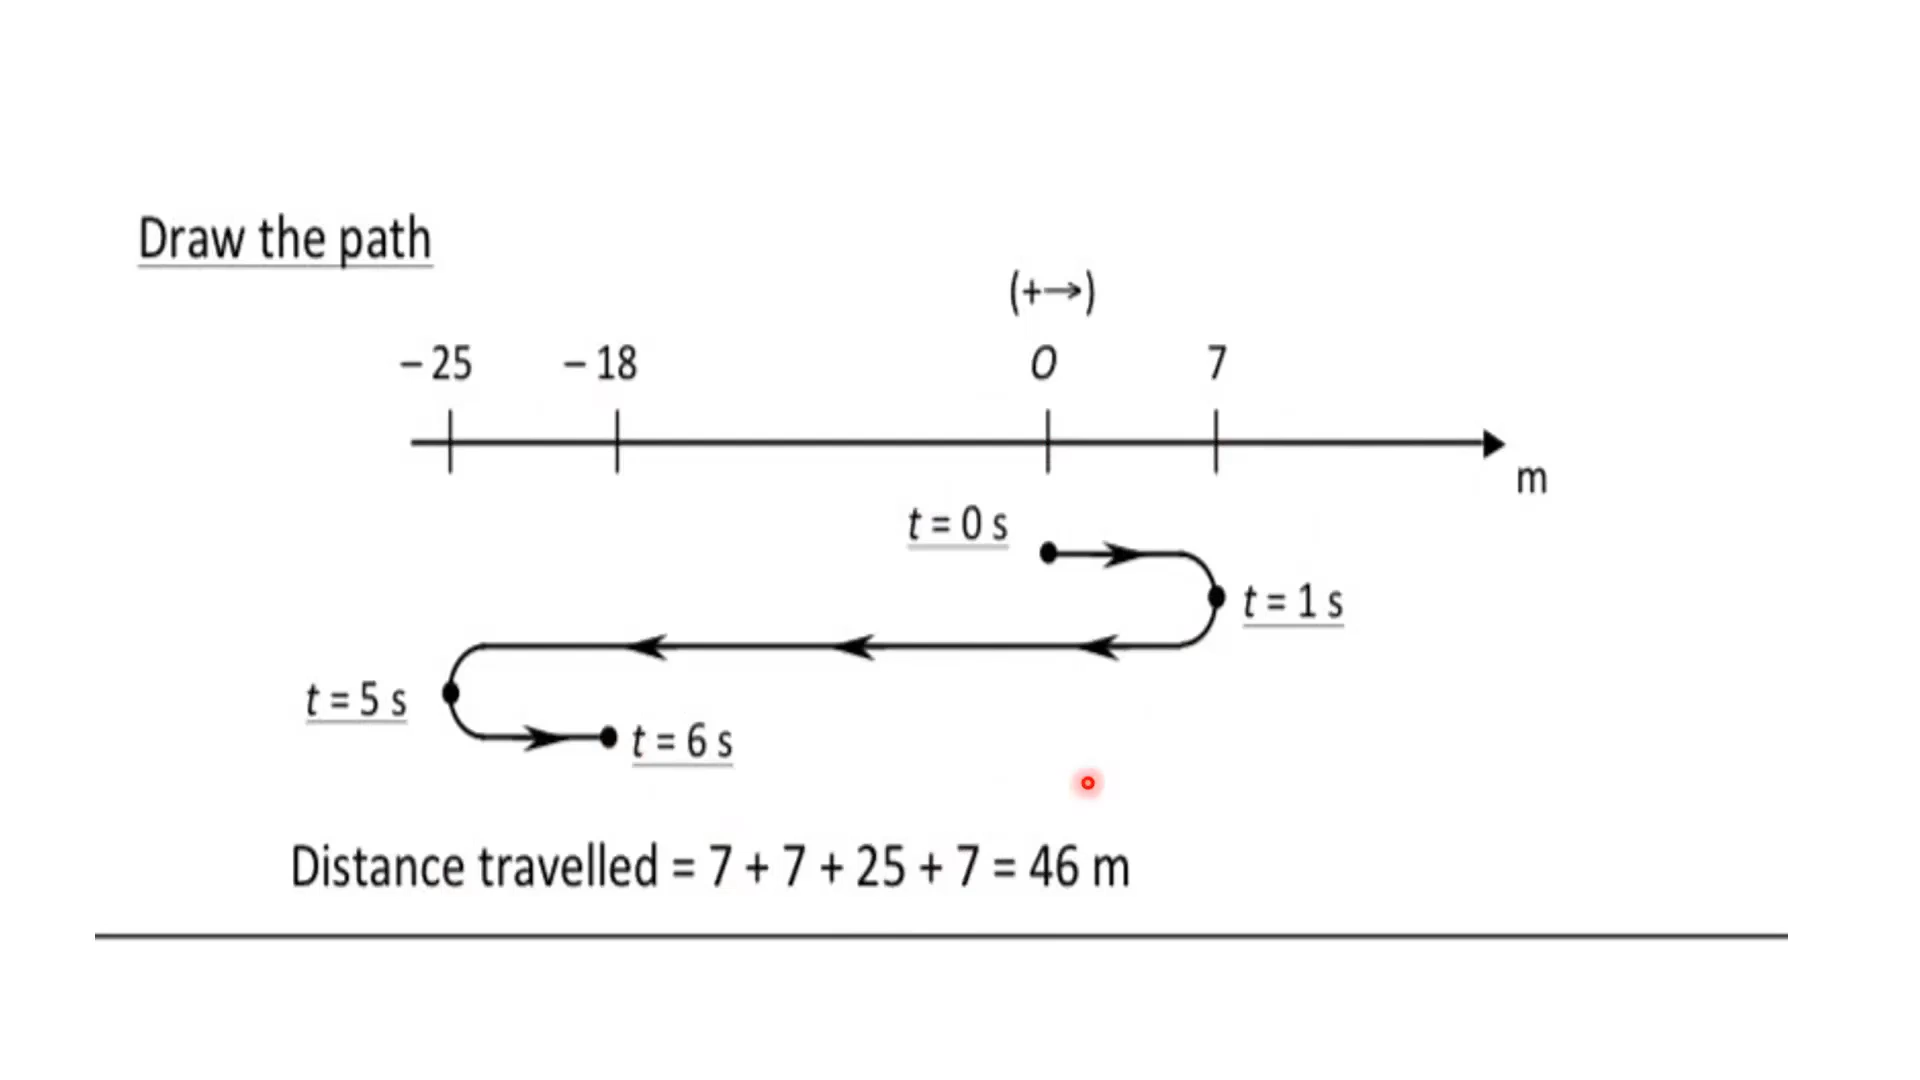 Draw the path
(+→)
– 25 – 18 O 7
m
t = 0 s
t = 1 s
t = 5 s
t = 6 s
Distance travelled = 7 + 7 + 25 + 7 = 46 m